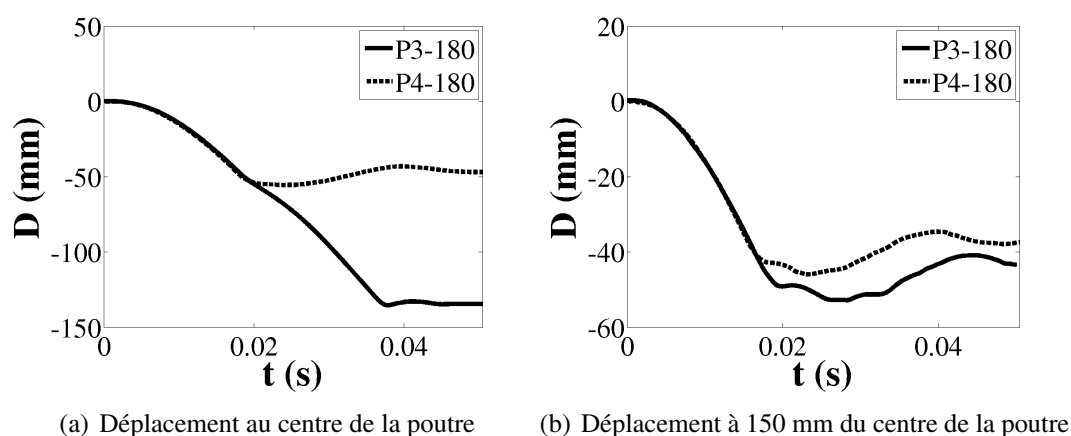 50
0
-50
-100
-150
D (mm)
0
0.02
0.04
t (s)
P3-180
P4-180
(a) Déplacement au centre de la poutre
20
0
-20
-40
-60
D (mm)
0
0.02
0.04
t (s)
P3-180
P4-180
(b) Déplacement à 150 mm du centre de la poutre